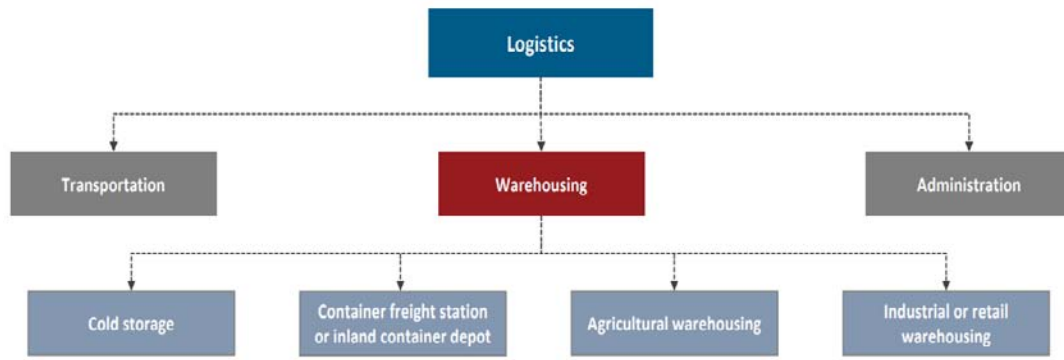 Logistics
Transportation
Warehousing
Administration
Cold storage
Container freight station
or inland container depot
Agricultural warehousing
Industrial or retail
warehousing